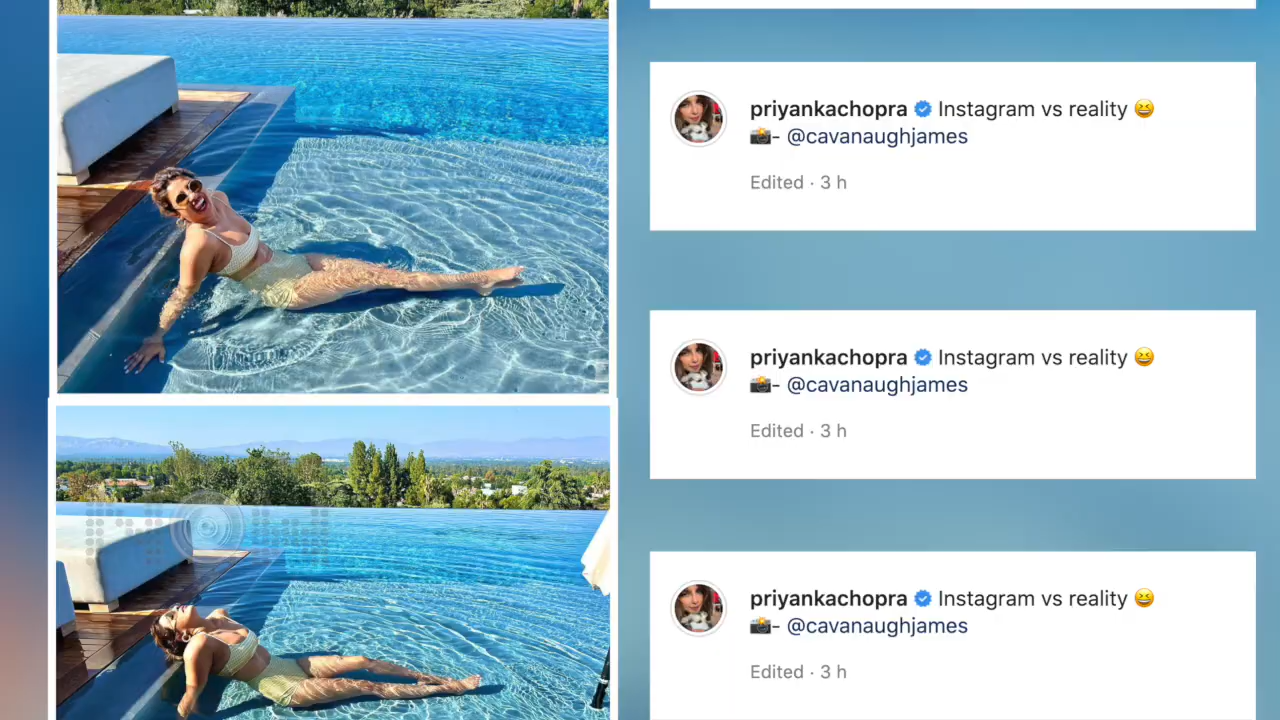 priyankachopra Instagram vs reality 😆
📸- @cavanaughjames
Edited · 3 h
priyankachopra Instagram vs reality 😆
📸- @cavanaughjames
Edited · 3 h
priyankachopra Instagram vs reality 😆
📸- @cavanaughjames
Edited · 3 h